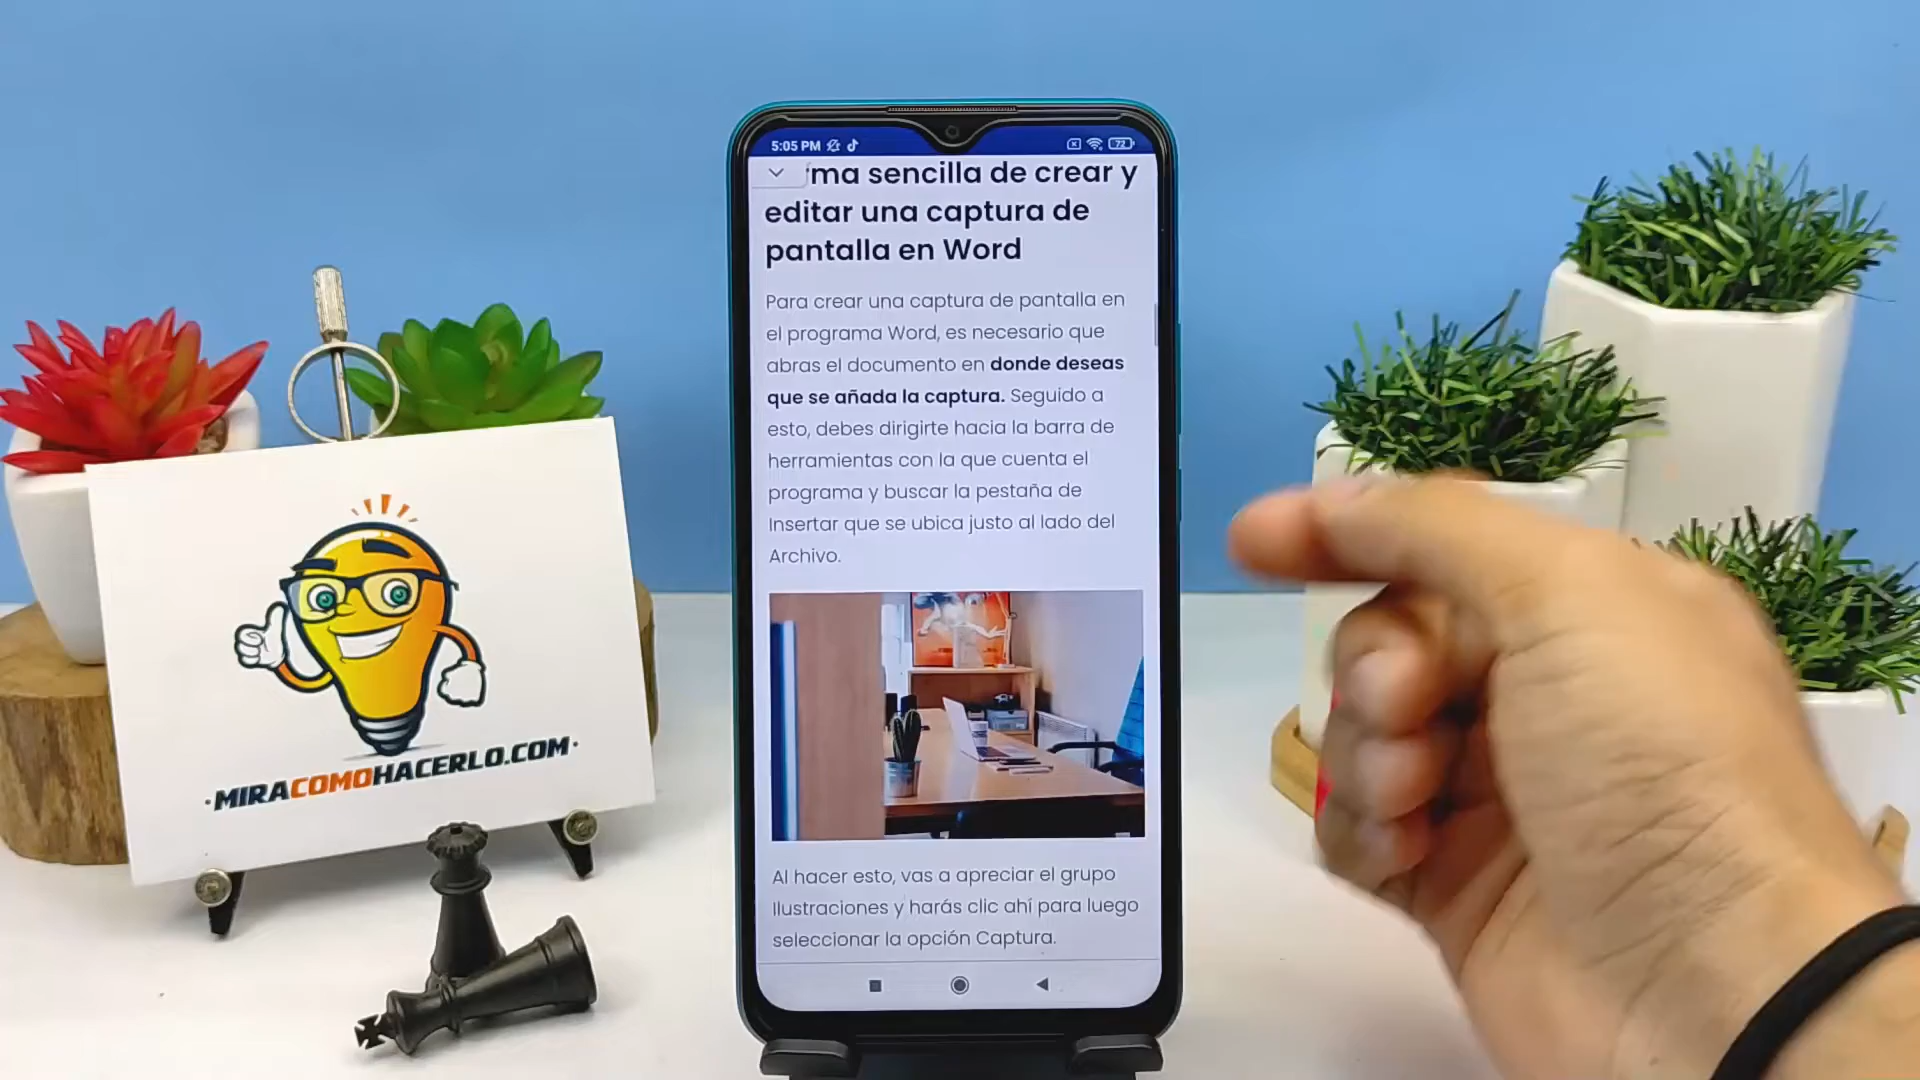 5:05 PM
72
rma sencilla de crear y
editar una captura de
pantalla en Word
Para crear una captura de pantalla en
el programa Word, es necesario que
abras el documento en donde deseas
que se añada la captura. Seguido a
esto, debes dirigirte hacia la barra de
herramientas con la que cuenta el
programa y buscar la pestaña de
Insertar que se ubica justo al lado del
Archivo.
Al hacer esto, vas a apreciar el grupo
Ilustraciones y harás clic ahí para luego
seleccionar la opción Captura.
·MIRACOMOHACERLO.COM·